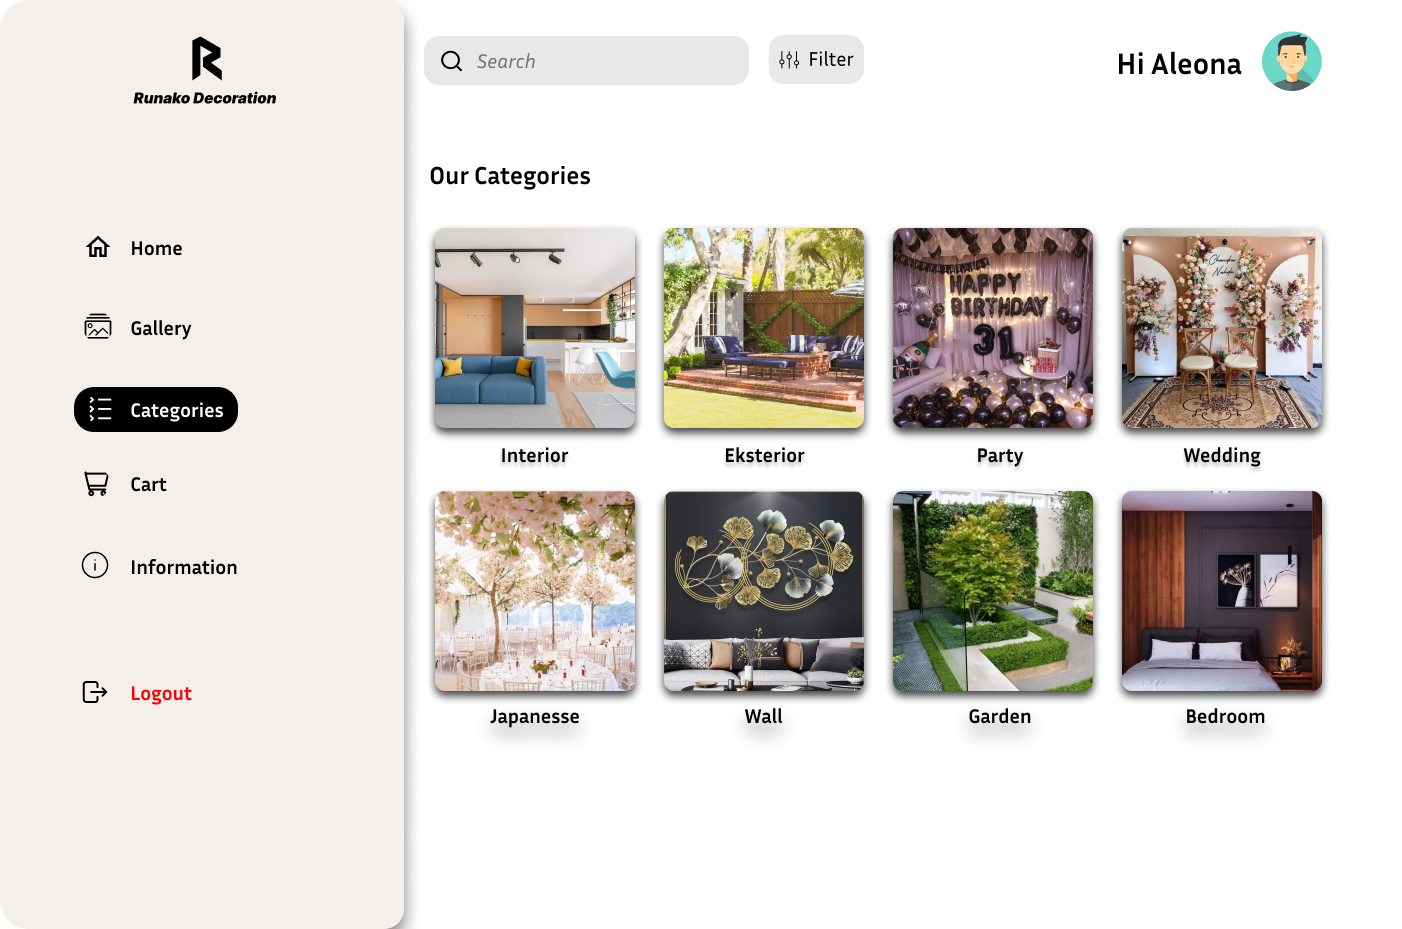 Runako Decoration
Home
Gallery
Categories
Cart
Information
Logout
Search
Filter
Hi Aleona
Our Categories
HAPPY
BIRTHDAY
31
Interior
Eksterior
Party
Wedding
Japanesse
Wall
Garden
Bedroom